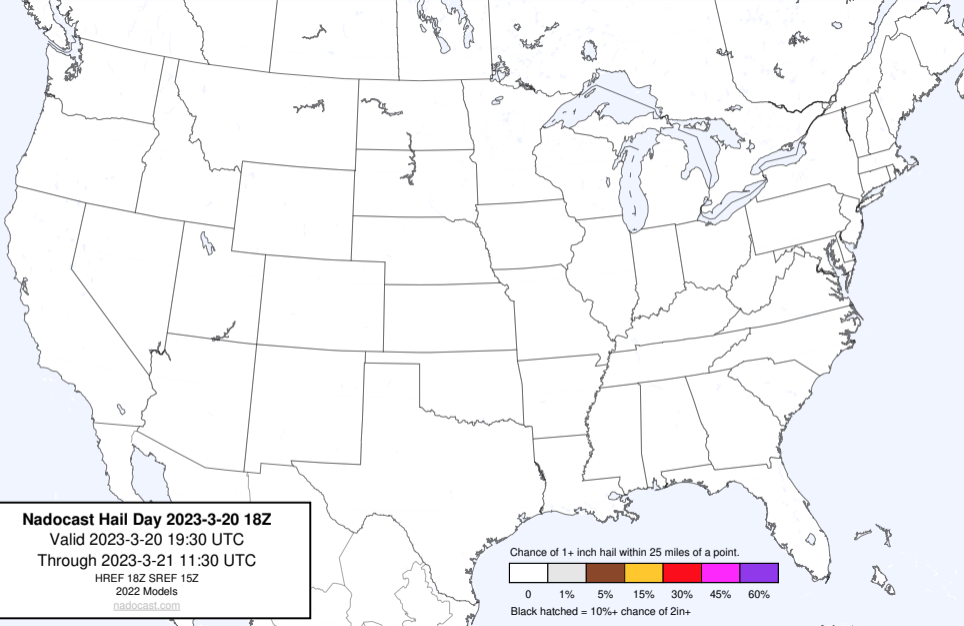 Nadocast Hail Day 2023-3-20 18Z
Valid 2023-3-20 19:30 UTC
Through 2023-3-21 11:30 UTC
HREF 18Z SREF 15Z
2022 Models
nadocast.com
Chance of 1+ inch hail within 25 miles of a point.
0 1% 5% 15% 30% 45% 60%
Black hatched = 10%+ chance of 2in+